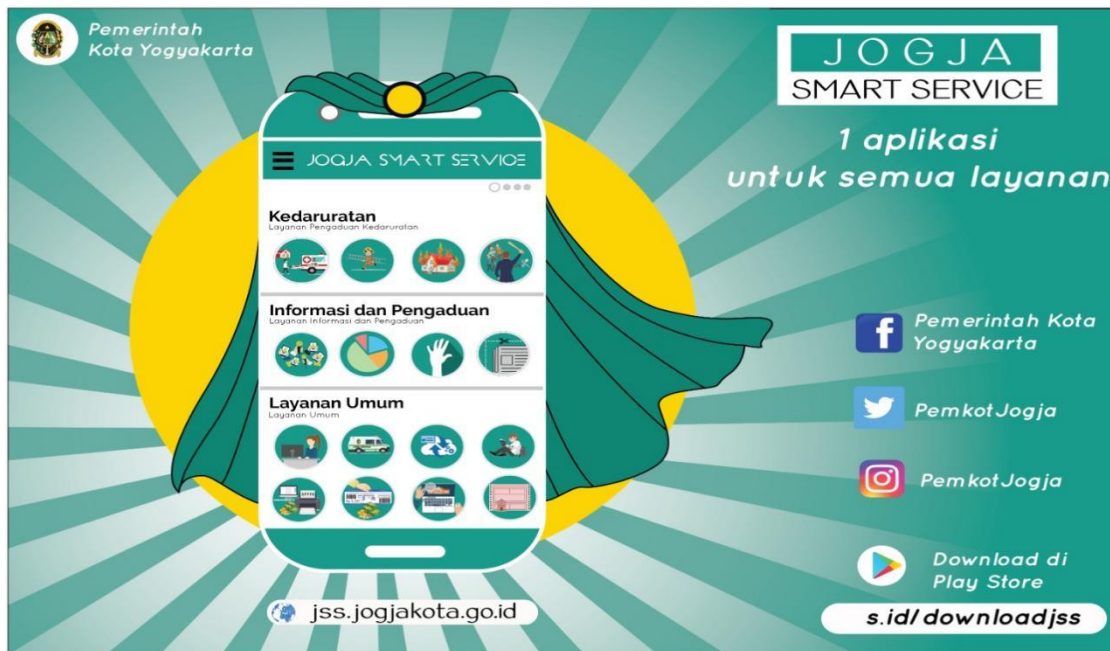 Pemerintah
Kota Yogyakarta
JOGJA
SMART SERVICE
1 aplikasi
untuk semua layanan
JOGJA SMART SERVICE
Kedaruratan
Layanan Pengaduan Kedaruratan
Informasi dan Pengaduan
Layanan Informasi dan Pengaduan
Layanan Umum
Layanan Umum
jss.jogjakota.go.id
Pemerintah Kota
Yogyakarta
PemkotJogja
PemkotJogja
Download di
Play Store
s.id/downloadjss